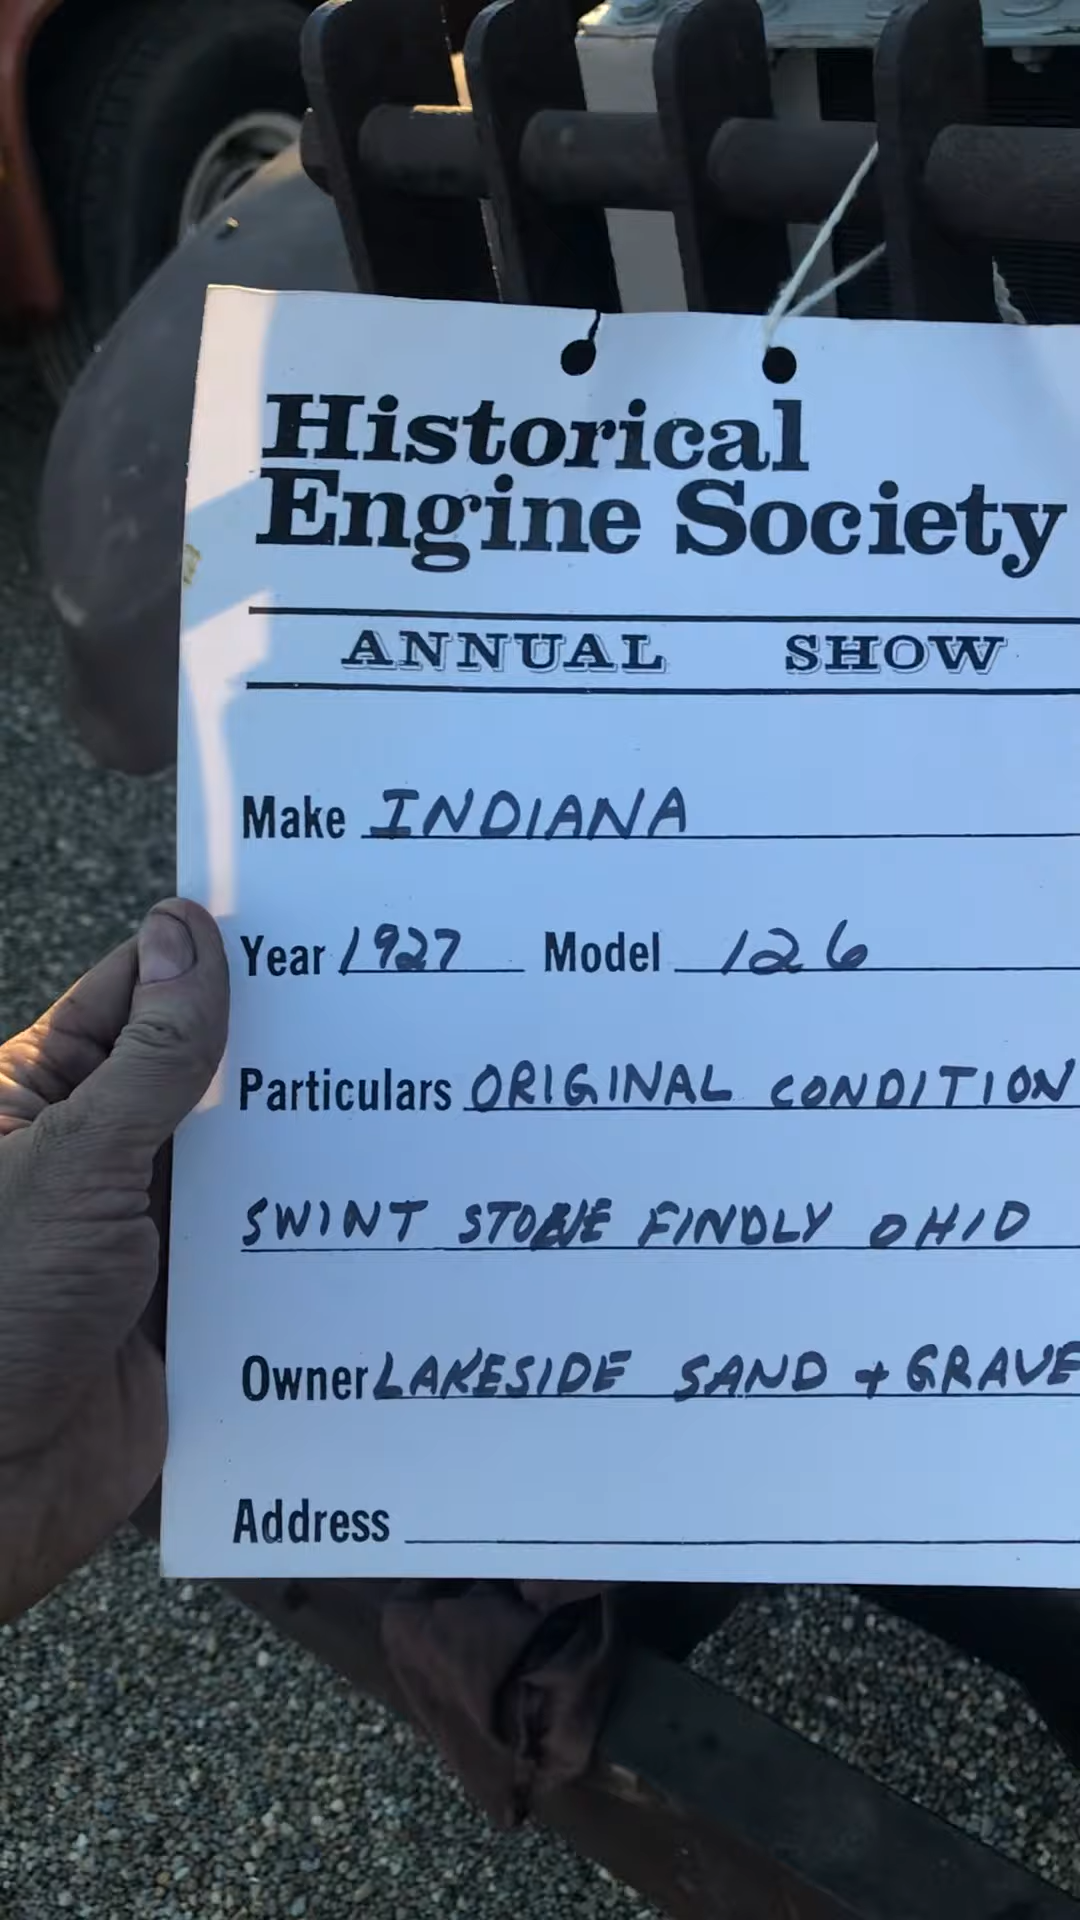 Historical
Engine Society
ANNUAL SHOW
Make INDIANA
Year 1927 Model 126
Particulars ORIGINAL CONDITION
SWINT STONE FINDLY OHIO
Owner LAKESIDE SAND + GRAVE
Address